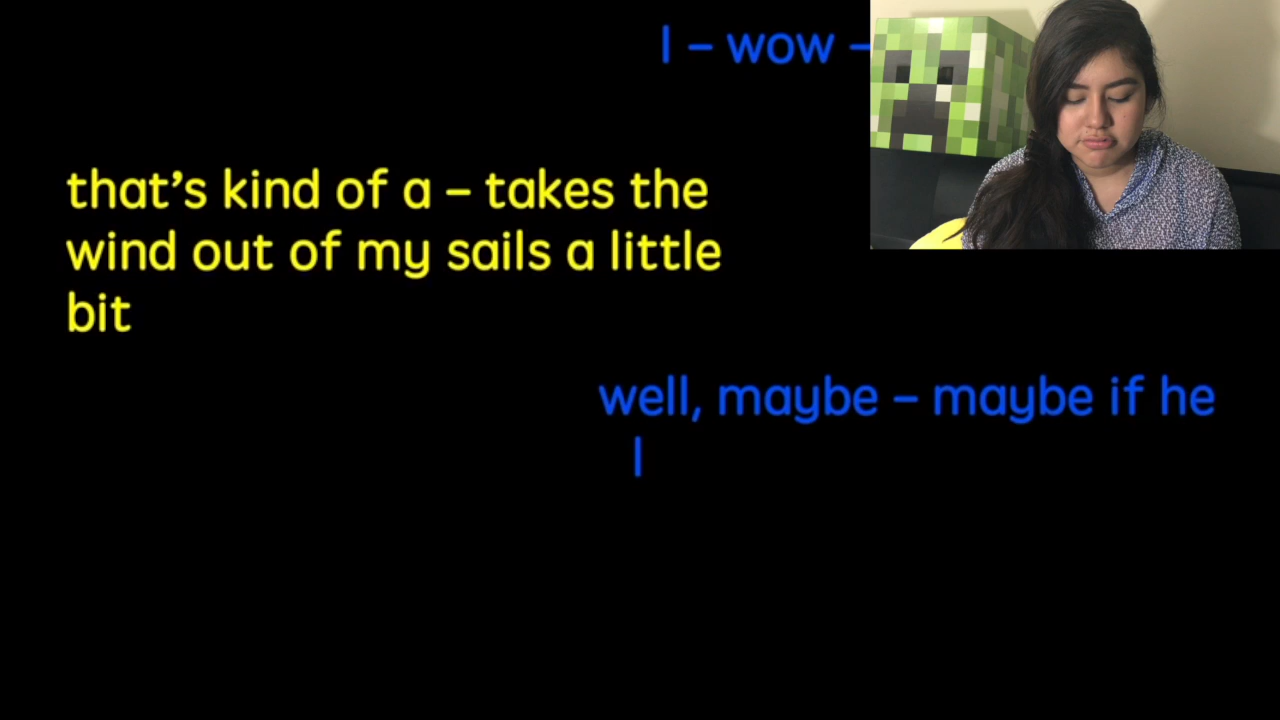 I – wow –
that’s kind of a – takes the
wind out of my sails a little
bit
well, maybe – maybe if he
I